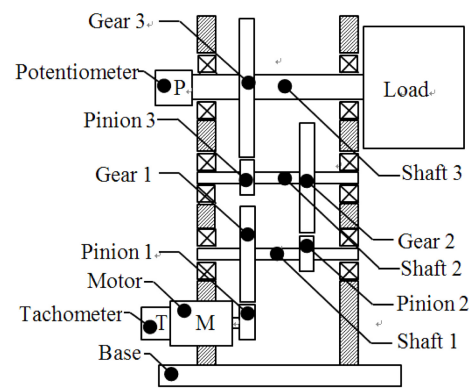 Gear 3
Potentiometer
P
Load
Pinion 3
Shaft 3
Gear 1
Gear 2
Pinion 1
Shaft 2
Motor
Pinion 2
Tachometer
T
M
Shaft 1
Base